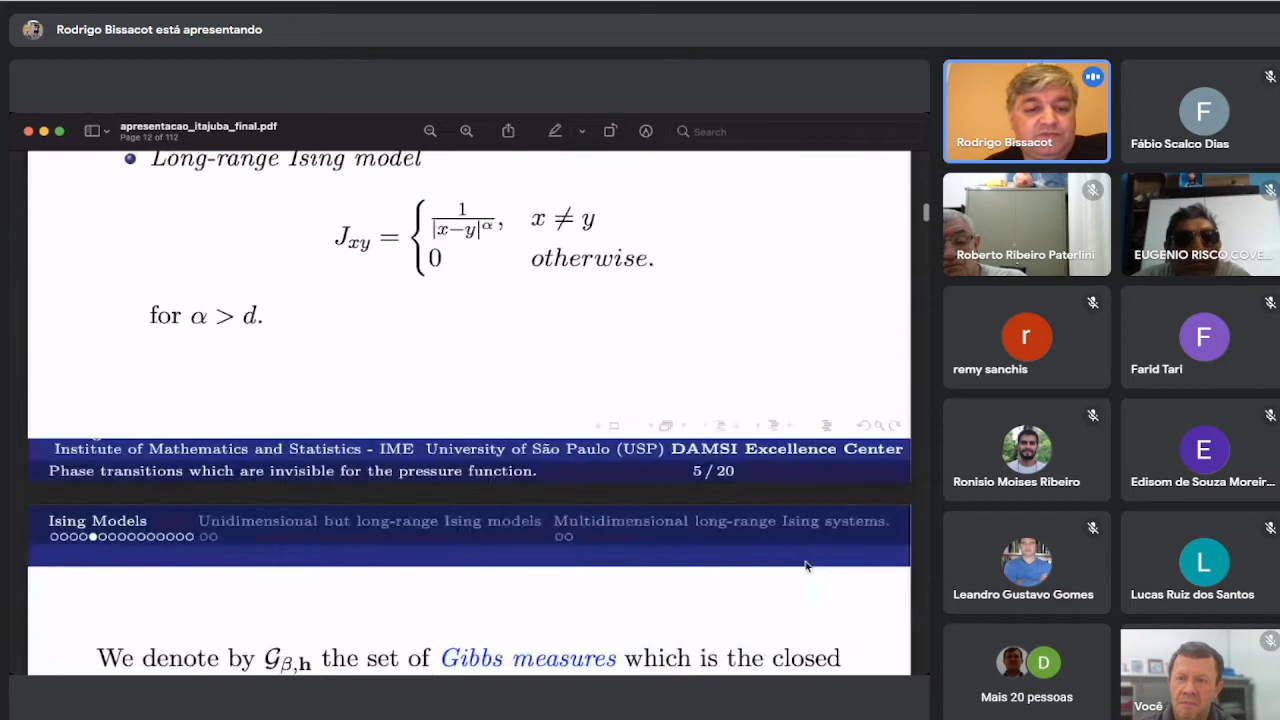 Rodrigo Bissacot está apresentando
apresentacao_itajuba_final.pdf
Page 12 of 112
Search
Long-range Ising model
J_{xy} = { 1/|x−y|^α, x ≠ y
0 otherwise.
for α > d.
Institute of Mathematics and Statistics - IME University of São Paulo (USP) DAMSI Excellence Center
Phase transitions which are invisible for the pressure function. 5 / 20
Ising Models Unidimensional but long-range Ising models Multidimensional long-range Ising systems.
We denote by 𝒢_{β,h} the set of Gibbs measures which is the closed
Rodrigo Bissacot
F
Fábio Scalco Dias
Roberto Ribeiro Paterlini
EUGENIO RISCO COVE...
r
remy sanchis
F
Farid Tari
Ronisio Moises Ribeiro
E
Edisom de Souza Moreir...
Leandro Gustavo Gomes
L
Lucas Ruiz dos Santos
D
Mais 20 pessoas
Você